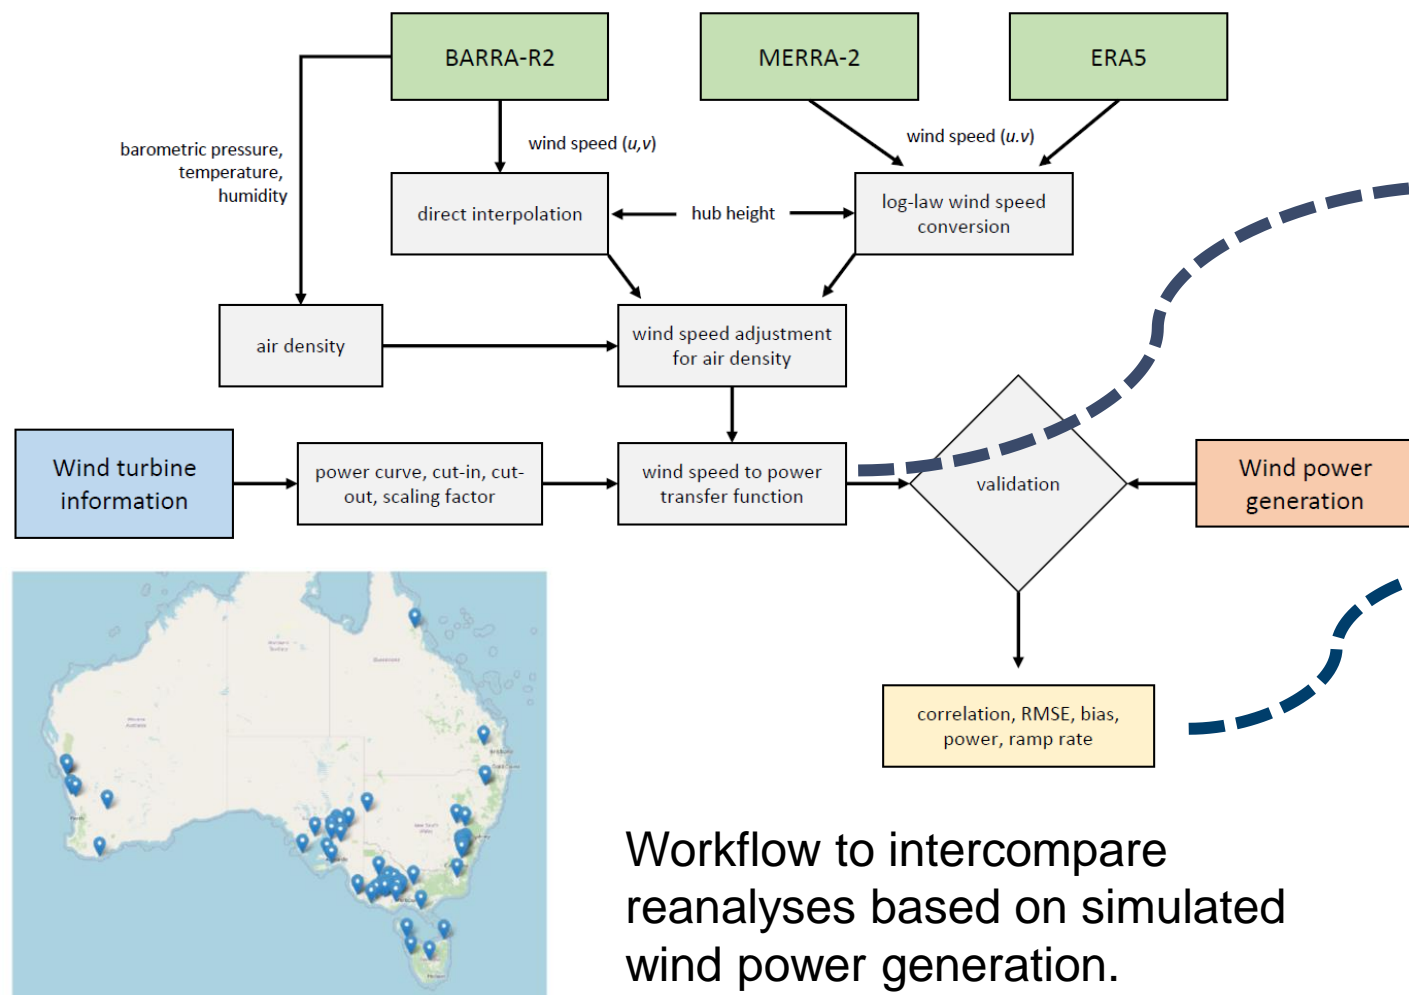 BARRA-R2
MERRA-2
ERA5
barometric pressure,
temperature,
humidity
wind speed (u,v)
wind speed (u.v)
direct interpolation
hub height
log-law wind speed
conversion
air density
wind speed adjustment
for air density
Wind turbine
information
power curve, cut-in, cut-
out, scaling factor
wind speed to power
transfer function
validation
Wind power
generation
correlation, RMSE, bias,
power, ramp rate
Queensland
Brisbane
Workflow to intercompare
reanalyses based on simulated
wind power generation.